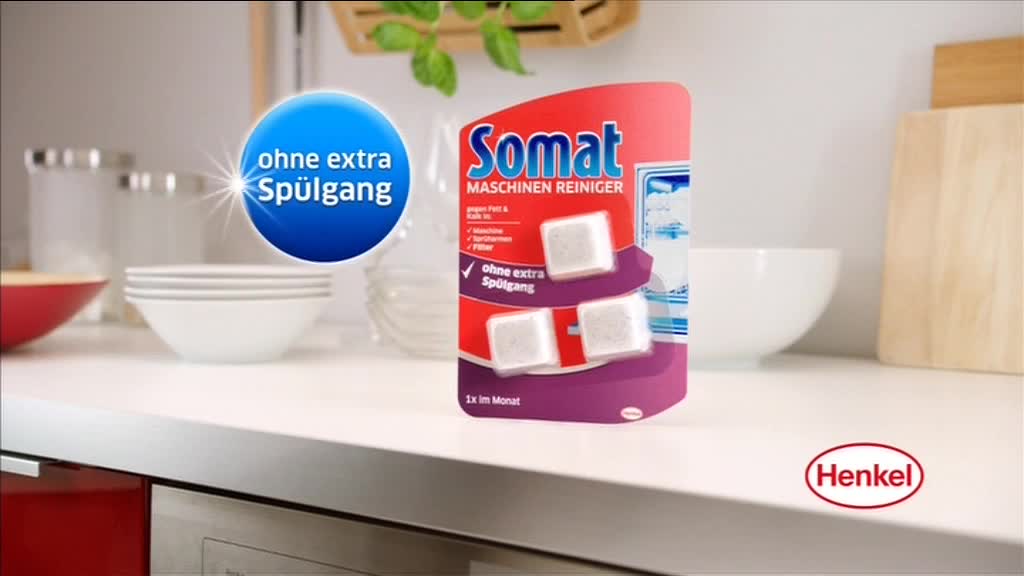 ohne extra
Spülgang
Somat
MASCHINEN REINIGER
gegen Fett &
Kalk in:
✓ Maschine
✓ Sprüharmen
✓ Filter
✓ ohne extra
Spülgang
1x im Monat
Henkel
Henkel